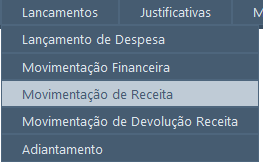 Lancamentos Justificativas M
Lançamento de Despesa
Movimentação Financeira
Movimentação de Receita
Movimentação de Devolução Receita
Adiantamento